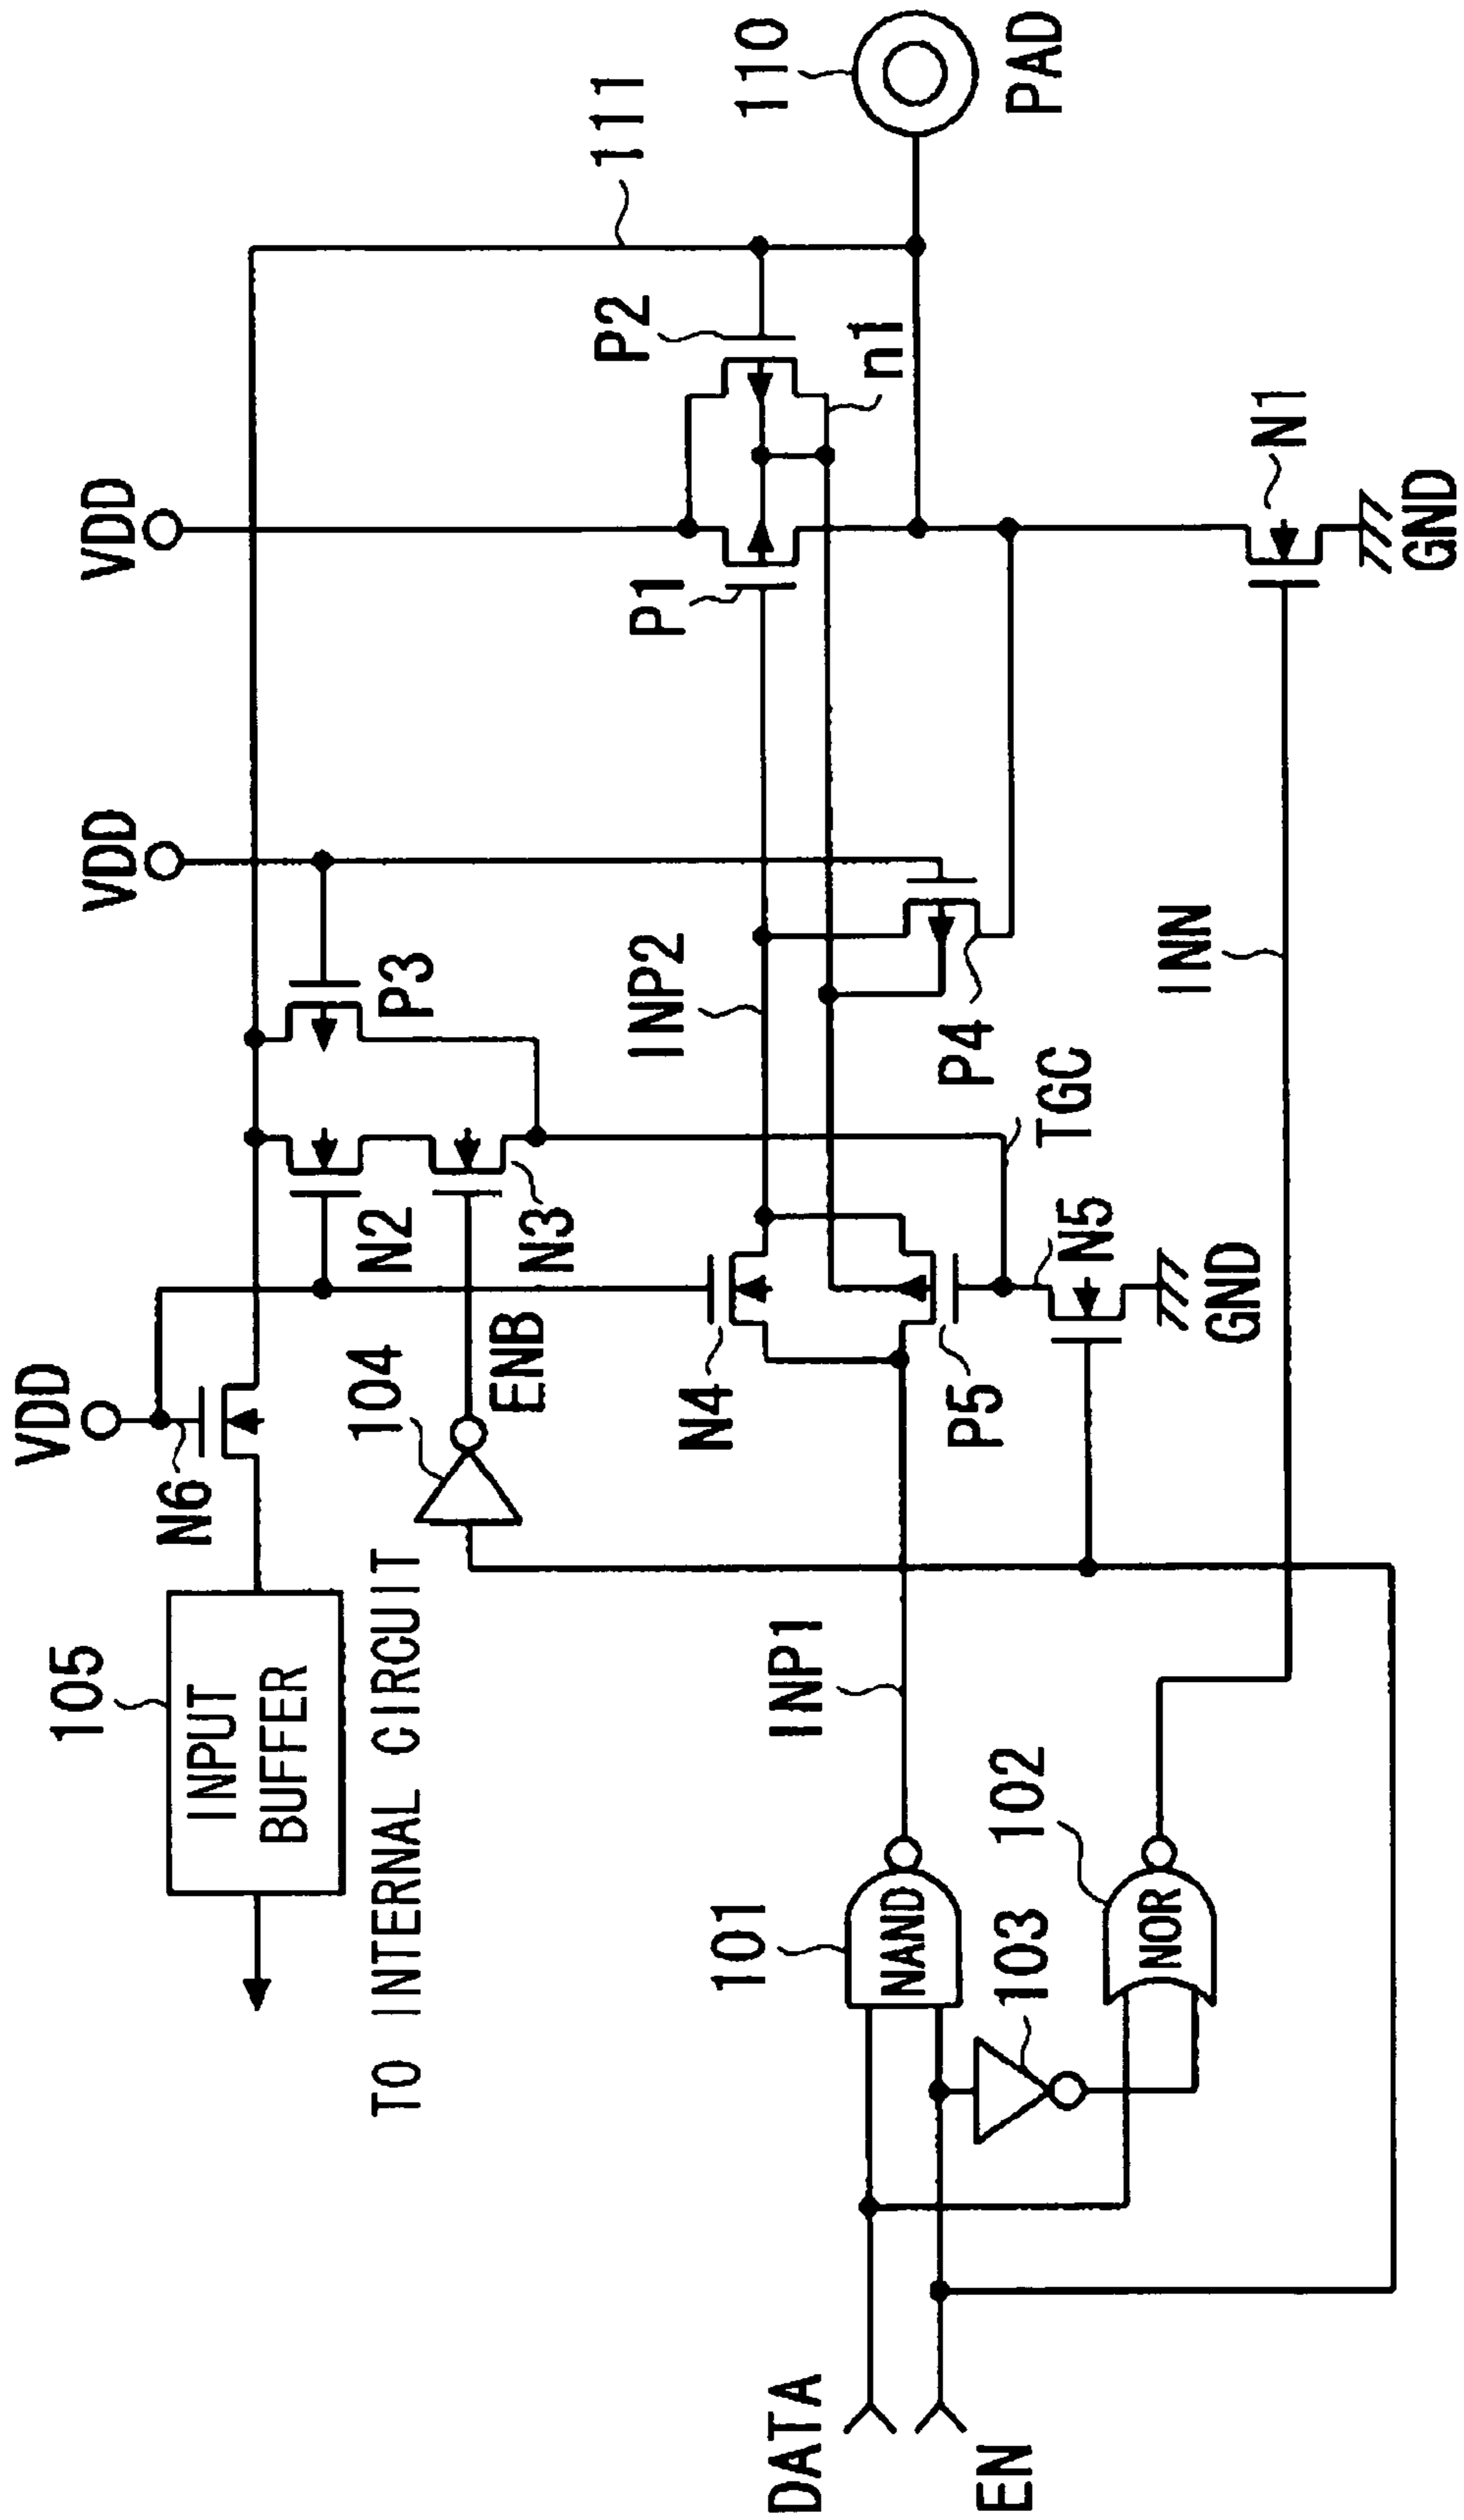 VDD
VDD
VDD
105
INPUT
BUFFER
TO INTERNAL CIRCUIT
N6
104
ENB
N2
N3
P3
INP2
P1
P2
111
110
PAD
n1
N4
P5
TGC
N5
GND
P4
INN
N1
GND
INP1
101
NAND
103
102
NOR
DATA
EN